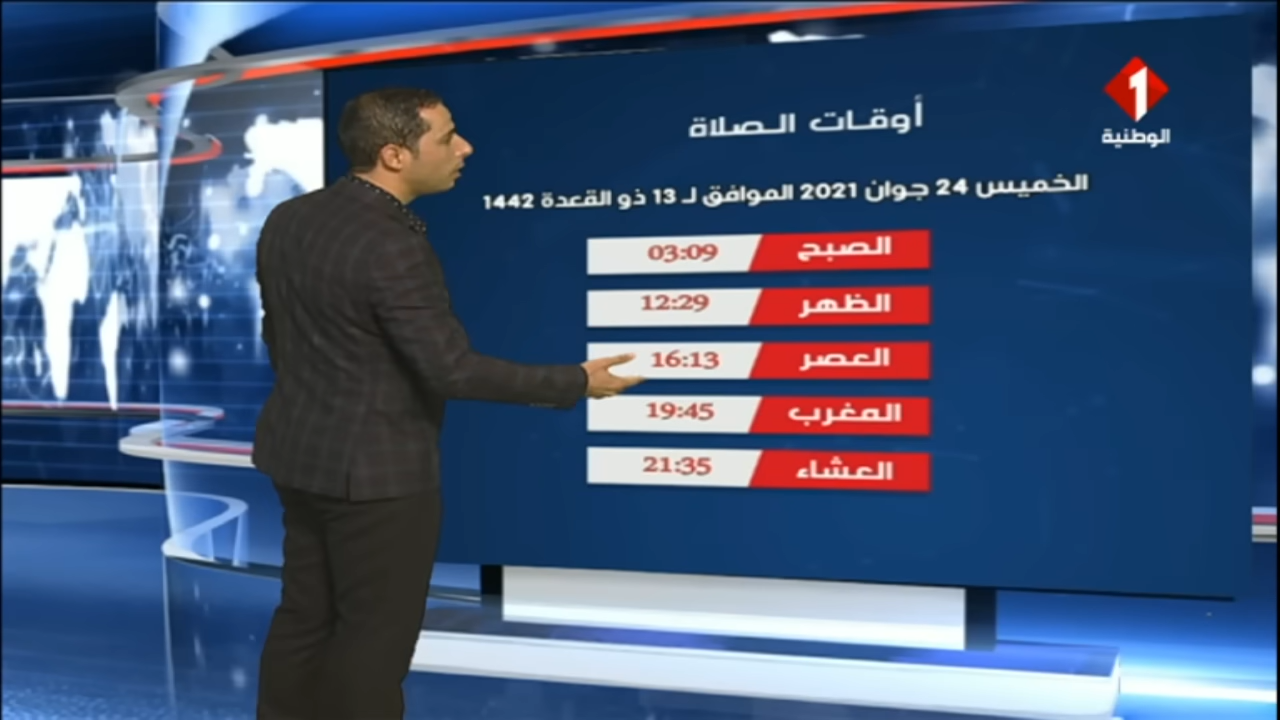 1
الوطنية
أوقات الصلاة
الخميس 24 جوان 2021 الموافق لـ 13 ذو القعدة 1442
الصبح 03:09
الظهر 12:29
العصر 16:13
المغرب 19:45
العشاء 21:35